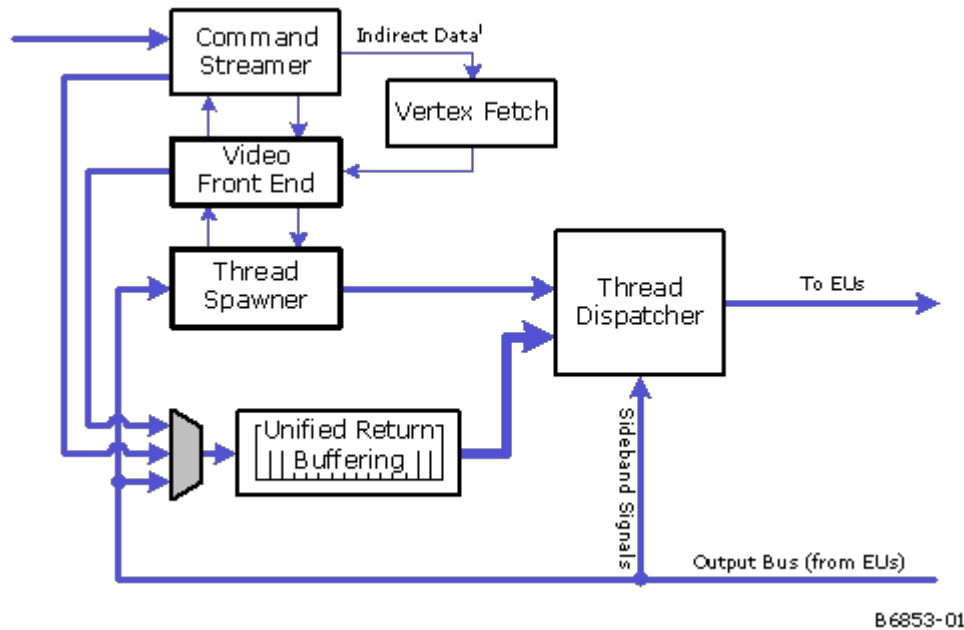 Command
Streamer
Indirect Data¹
Vertex Fetch
Video
Front End
Thread
Spawner
Thread
Dispatcher
To EUs
Unified Return
Buffering
Sideband Signals
Output Bus (from EUs)
B6853-01